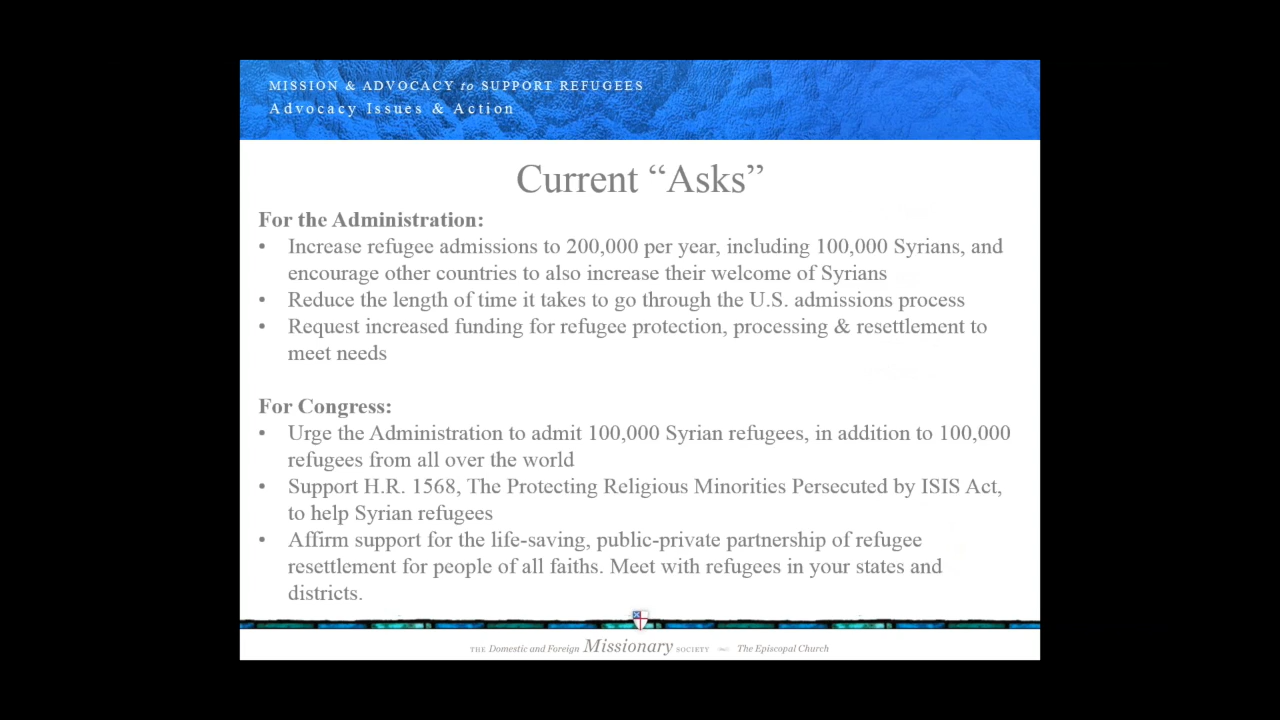 MISSION & ADVOCACY to SUPPORT REFUGEES
Advocacy Issues & Action
Current “Asks”
For the Administration:
• Increase refugee admissions to 200,000 per year, including 100,000 Syrians, and
encourage other countries to also increase their welcome of Syrians
• Reduce the length of time it takes to go through the U.S. admissions process
• Request increased funding for refugee protection, processing & resettlement to
meet needs
For Congress:
• Urge the Administration to admit 100,000 Syrian refugees, in addition to 100,000
refugees from all over the world
• Support H.R. 1568, The Protecting Religious Minorities Persecuted by ISIS Act,
to help Syrian refugees
• Affirm support for the life-saving, public-private partnership of refugee
resettlement for people of all faiths. Meet with refugees in your states and
districts.
THE Domestic and Foreign Missionary SOCIETY The Episcopal Church